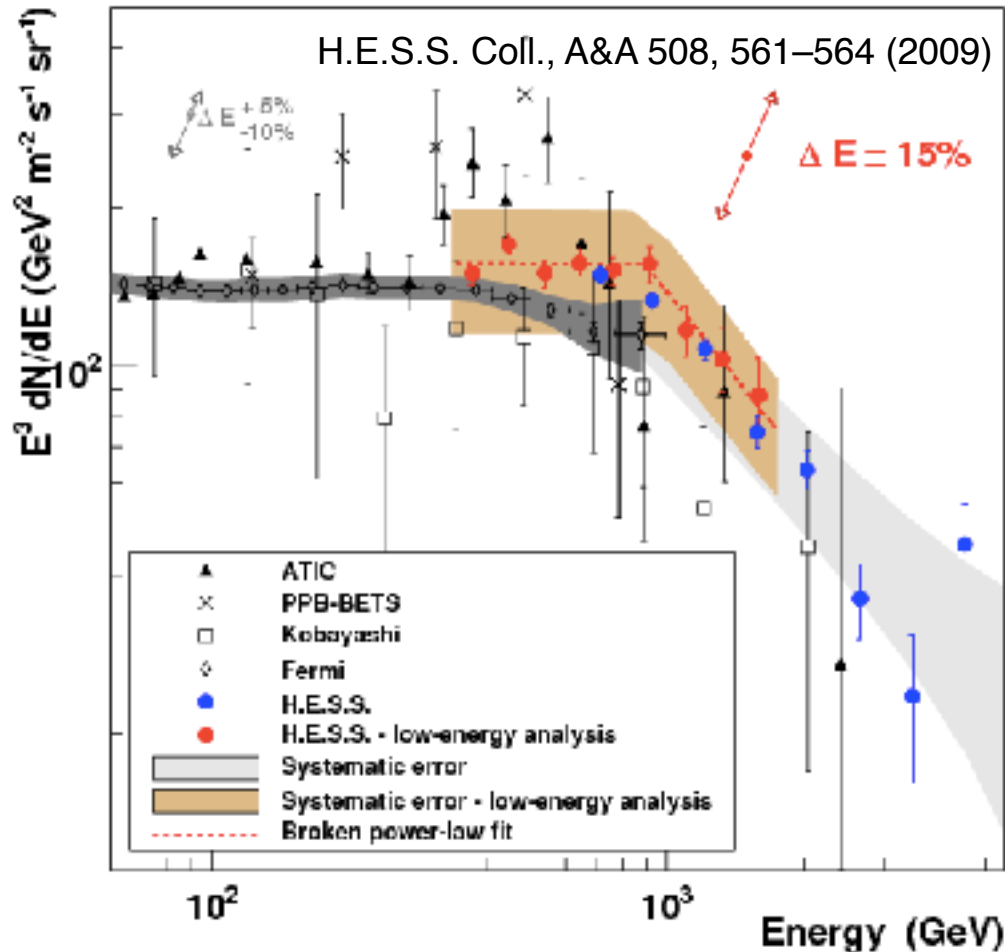 H.E.S.S. Coll., A&A 508, 561–564 (2009)
Δ E +5% -10%
Δ E = 15%
E³ dN/dE (GeV² m⁻² s⁻¹ sr⁻¹)
10²
ATIC
PPB-BETS
Kobayashi
Fermi
H.E.S.S.
H.E.S.S. - low-energy analysis
Systematic error
Systematic error - low-energy analysis
Broken power-law fit
10² 10³
Energy (GeV)